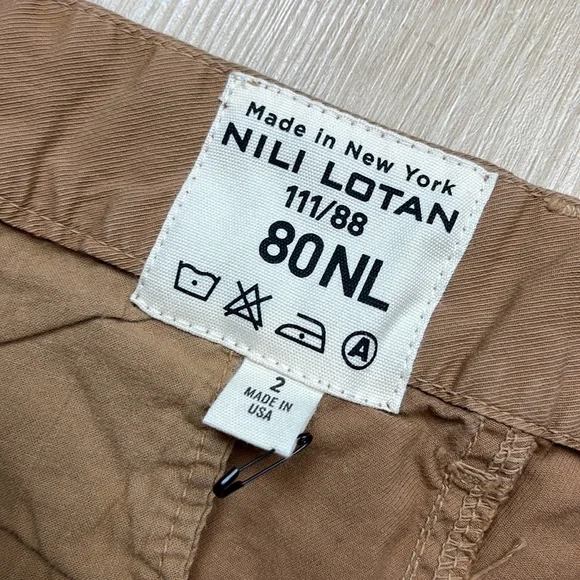 Made in New York
NILI LOTAN
111/88
80NL
A
2
MADE IN
USA